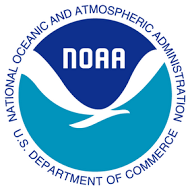 NATIONAL OCEANIC AND ATMOSPHERIC ADMINISTRATION
NOAA
U.S. DEPARTMENT OF COMMERCE